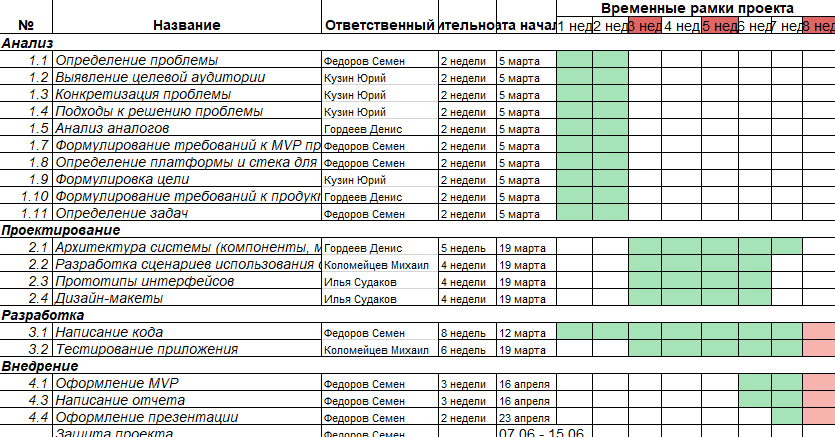 Временные рамки проекта
№ Название Ответственный ительно ата начал 1 нед 2 нед 3 нед 4 нед 5 нед 6 нед 7 нед 8 нед
Анализ
1.1 Определение проблемы Федоров Семен 2 недели 5 марта
1.2 Выявление целевой аудитории Кузин Юрий 2 недели 5 марта
1.3 Конкретизация проблемы Кузин Юрий 2 недели 5 марта
1.4 Подходы к решению проблемы Кузин Юрий 2 недели 5 марта
1.5 Анализ аналогов Гордеев Денис 2 недели 5 марта
1.7 Формулирование требований к MVP пр Федоров Семен 2 недели 5 марта
1.8 Определение платформы и стека для Федоров Семен 2 недели 5 марта
1.9 Формулировка цели Кузин Юрий 2 недели 5 марта
1.10 Формулирование требований к продук Гордеев Денис 2 недели 5 марта
1.11 Определение задач Федоров Семен 2 недели 5 марта
Проектирование
2.1 Архитектура системы (компоненты, м Гордеев Денис 5 недель 19 марта
2.2 Разработка сценариев использования Коломейцев Михаил 4 недели 19 марта
2.3 Прототипы интерфейсов Илья Судаков 4 недели 19 марта
2.4 Дизайн-макеты Илья Судаков 4 недели 19 марта
Разработка
3.1 Написание кода Федоров Семен 8 недель 12 марта
3.2 Тестирование приложения Коломейцев Михаил 6 недель 19 марта
Внедрение
4.1 Оформление MVP Федоров Семен 3 недели 16 апреля
4.3 Написание отчета Федоров Семен 3 недели 16 апреля
4.4 Оформление презентации Федоров Семен 2 недели 23 апреля
Защита проекта Федоров Семен 07.06 - 15.06